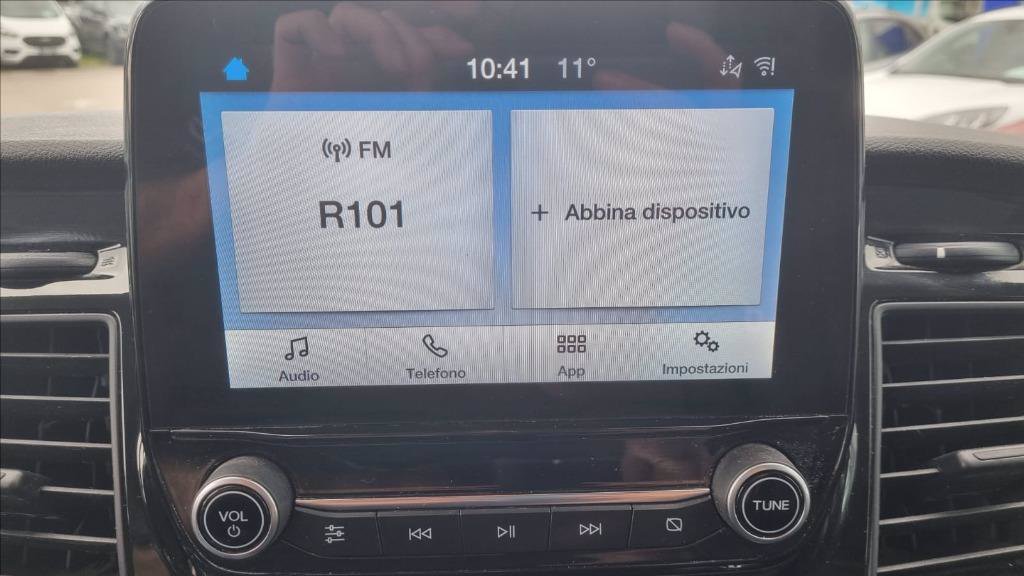 10:41 11°
FM
R101
+ Abbina dispositivo
Audio
Telefono
App
Impostazioni
VOL
TUNE